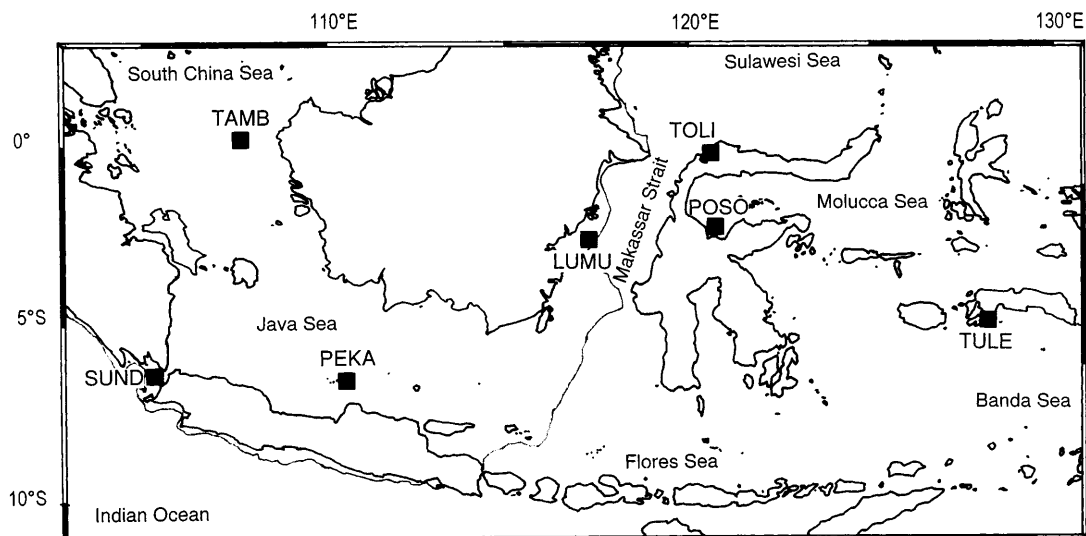 110°E 120°E 130°E
South China Sea
Sulawesi Sea
TAMB
TOLI
0°
Makassar Strait
POSO
Molucca Sea
LUMU
5°S
Java Sea
TULE
SUND
PEKA
Banda Sea
Flores Sea
10°S
Indian Ocean